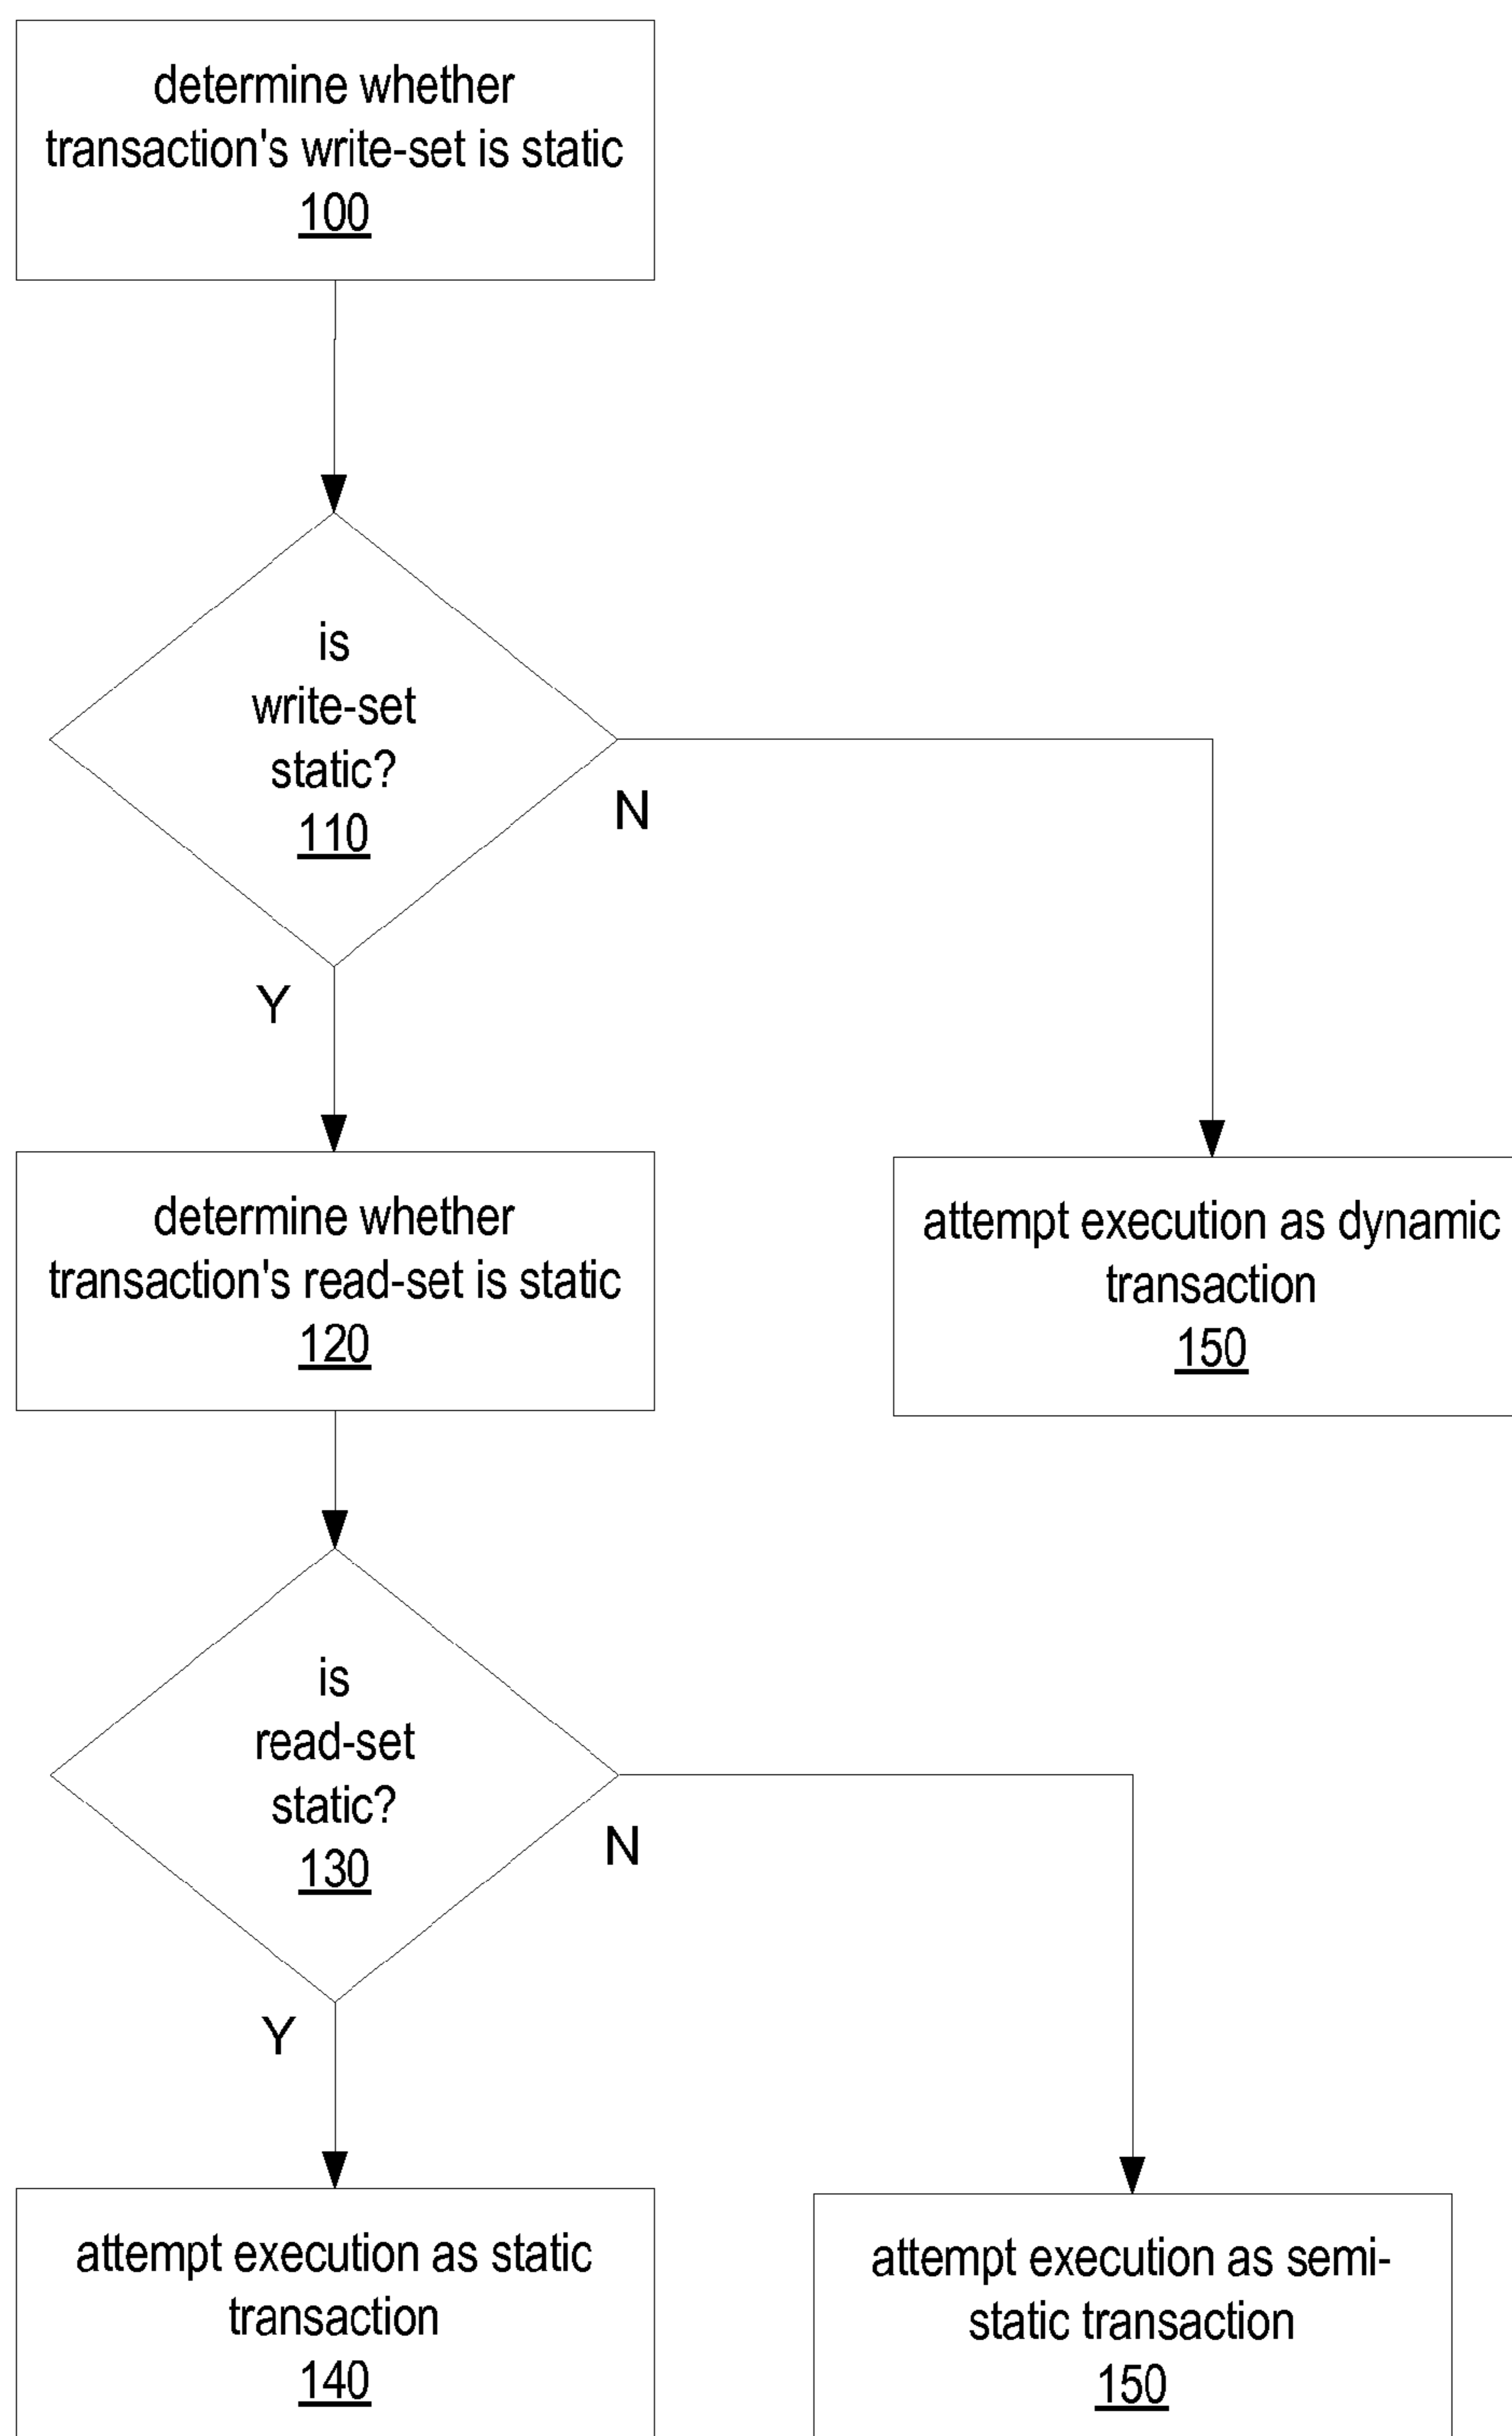 determine whether
transaction's write-set is static
100
is
write-set
static?
110
N
Y
determine whether
transaction's read-set is static
120
attempt execution as dynamic
transaction
150
is
read-set
static?
130
N
Y
attempt execution as static
transaction
140
attempt execution as semi-
static transaction
150